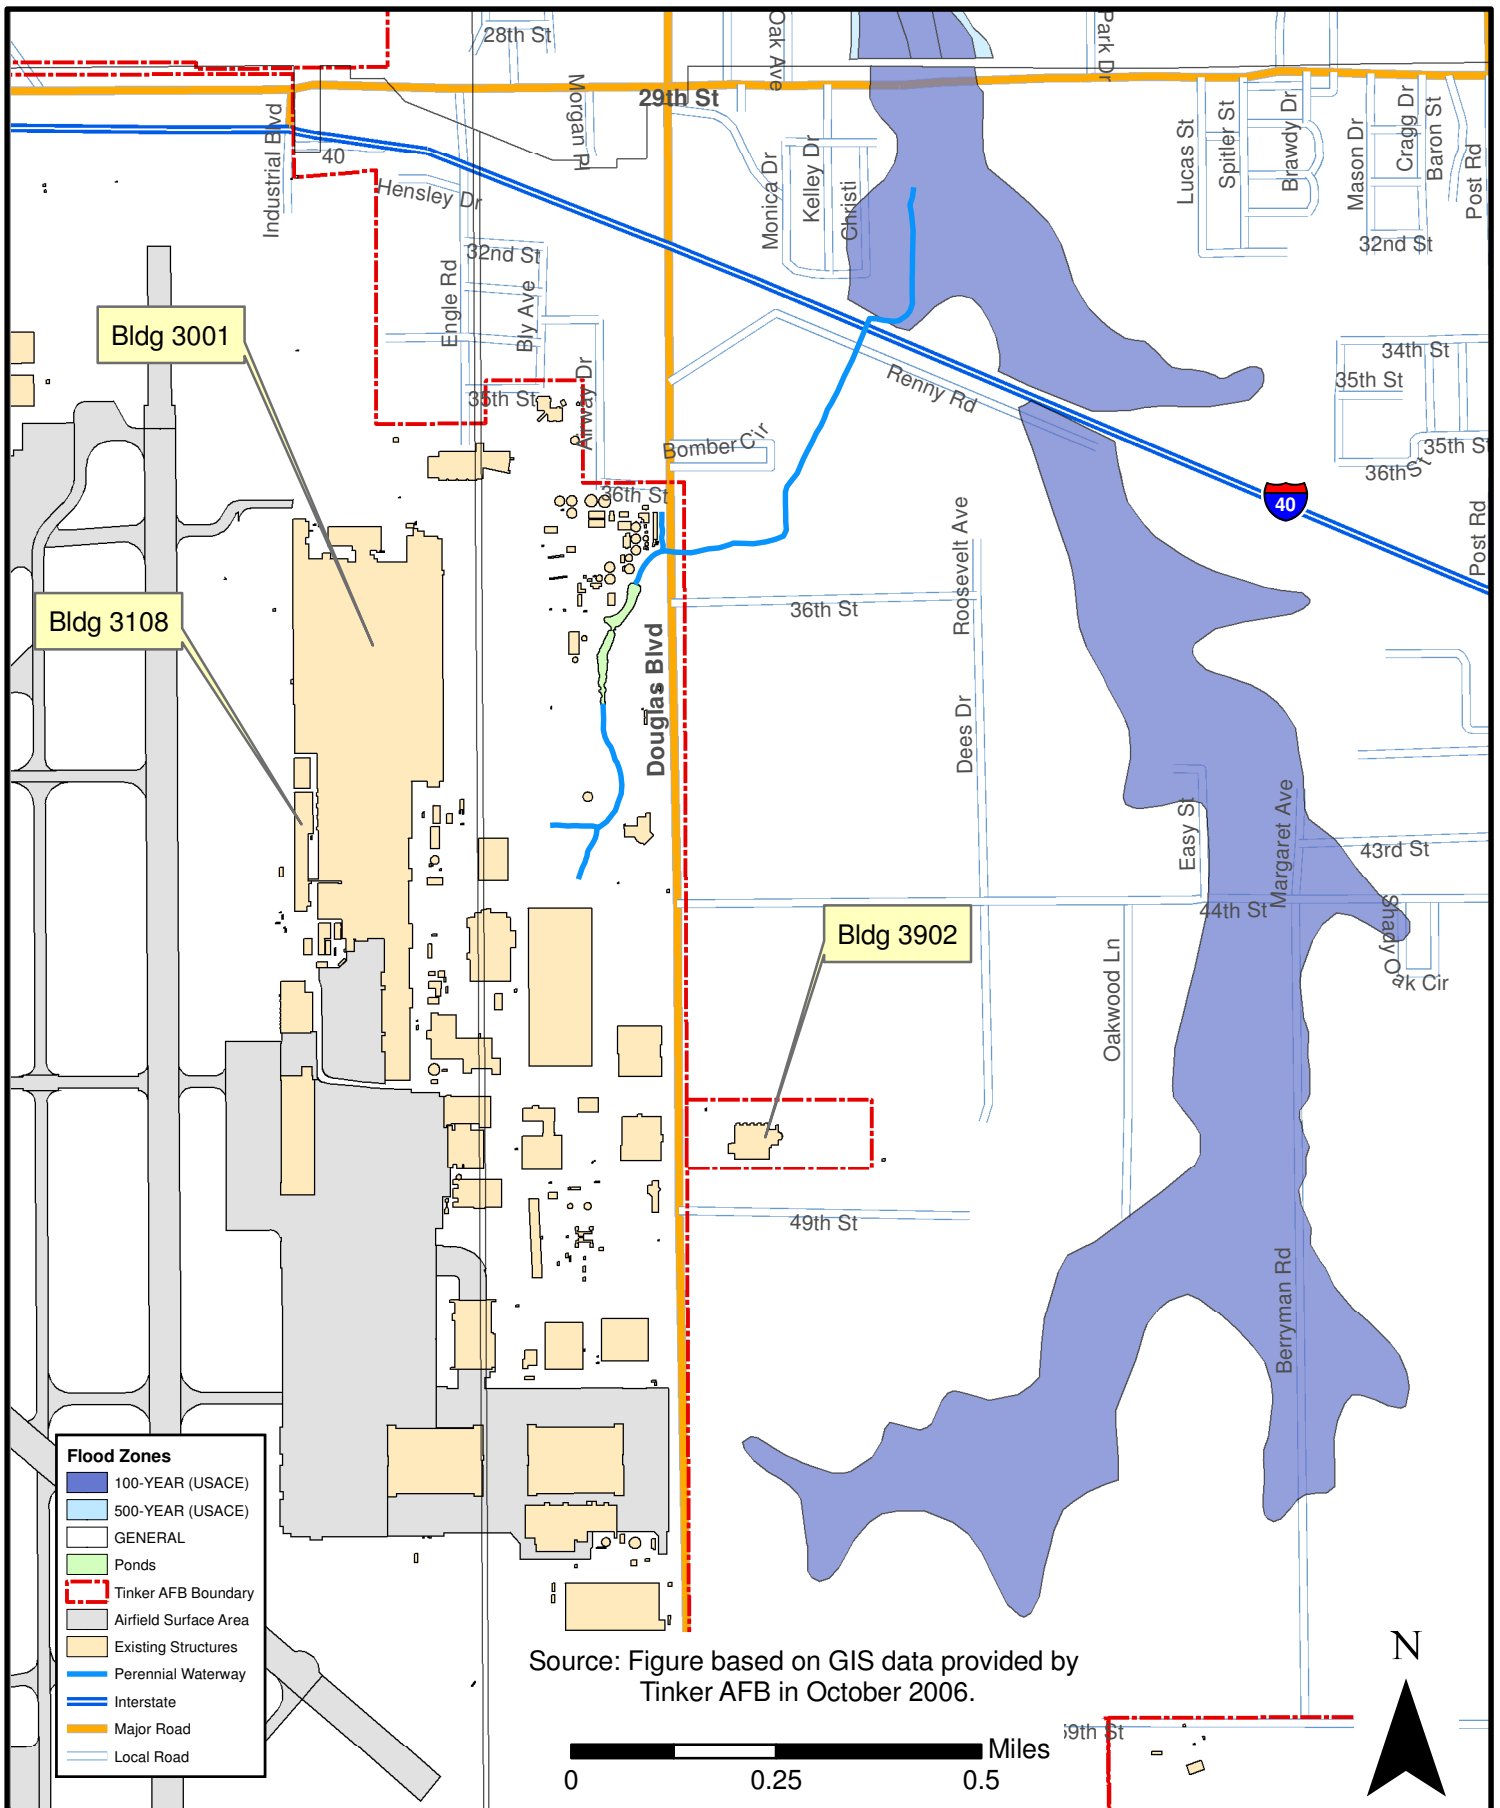 28th St
Oak Ave
Park Dr
29th St
Industrial Blvd
40
Morgan Pl
Hensley Dr
Monica Dr
Kelley Dr
Christi
Lucas St
Spitler St
Brawdy Dr
Mason Dr
Cragg Dr
Baron St
Post Rd
32nd St
32nd St
Engle Rd
Bly Ave
Bldg 3001
Airway Dr
35th St
Renny Rd
34th St
35th St
35th St
36th St
Bomber Cir
36th St
40
Post Rd
Roosevelt Ave
36th St
Bldg 3108
Douglas Blvd
Dees Dr
Easy St
Margaret Ave
43rd St
44th St
Shady Oak Cir
Bldg 3902
Oakwood Ln
49th St
Berryman Rd
Flood Zones
100-YEAR (USACE)
500-YEAR (USACE)
GENERAL
Ponds
Tinker AFB Boundary
Airfield Surface Area
Existing Structures
Perennial Waterway
Interstate
Major Road
Local Road
Source: Figure based on GIS data provided by
Tinker AFB in October 2006.
Miles
0 0.25 0.5
59th St
N